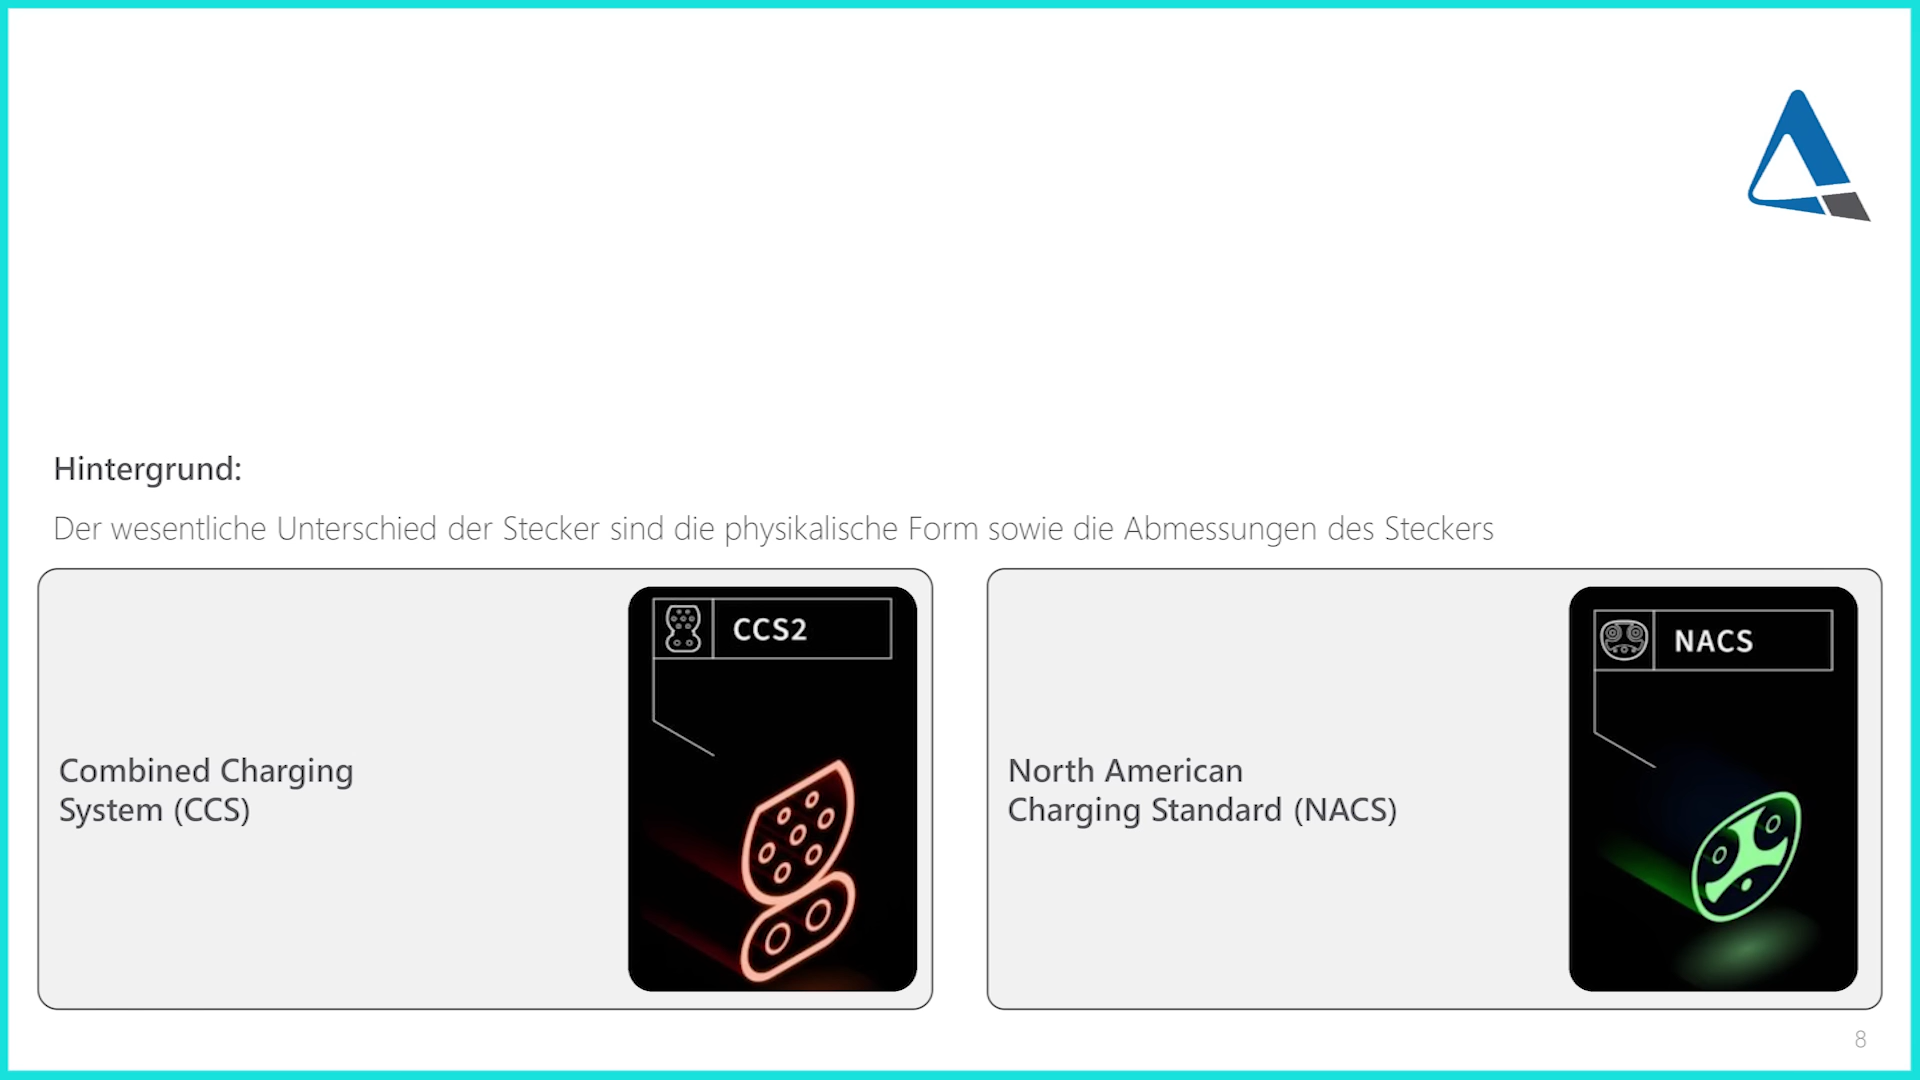 Hintergrund:
Der wesentliche Unterschied der Stecker sind die physikalische Form sowie die Abmessungen des Steckers
Combined Charging
System (CCS)
CCS2
North American
Charging Standard (NACS)
NACS
8